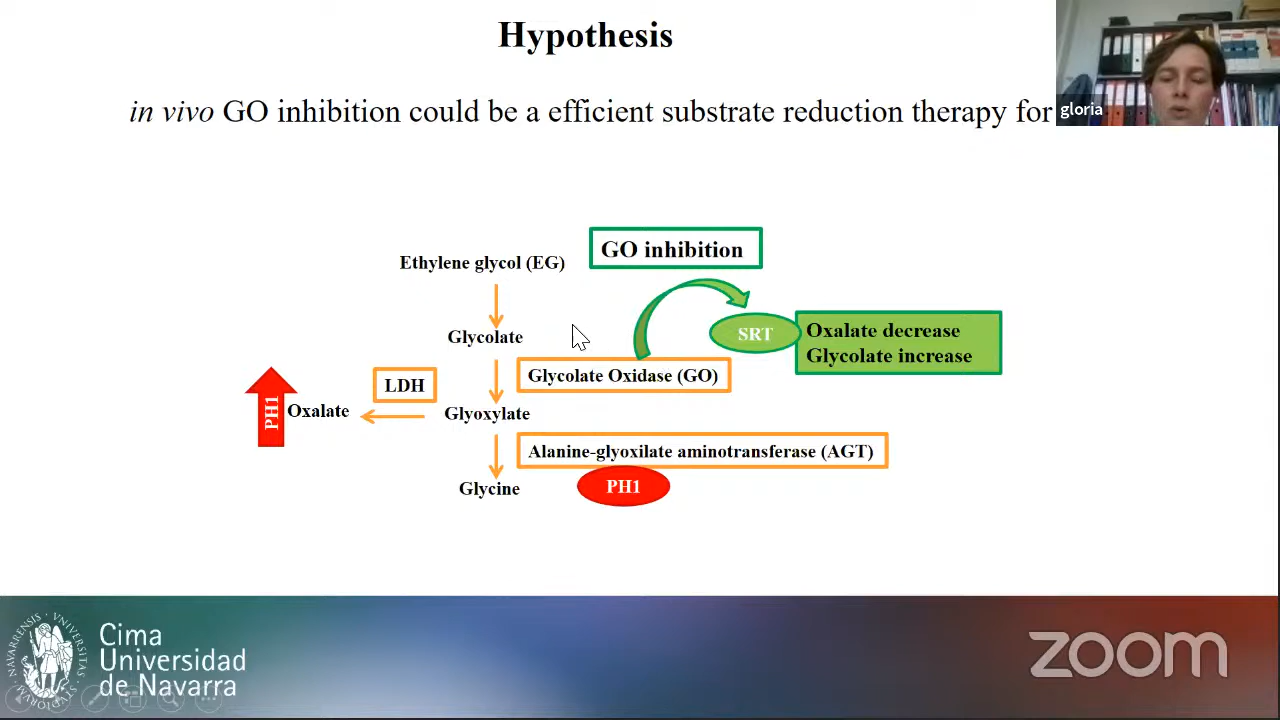 Hypothesis
in vivo GO inhibition could be a efficient substrate reduction therapy for
gloria
GO inhibition
Ethylene glycol (EG)
SRT
Oxalate decrease
Glycolate increase
Glycolate
Glycolate Oxidase (GO)
LDH
PH1
Oxalate
Glyoxylate
Alanine-glyoxilate aminotransferase (AGT)
Glycine
PH1
Cima
Universidad
de Navarra
zoom